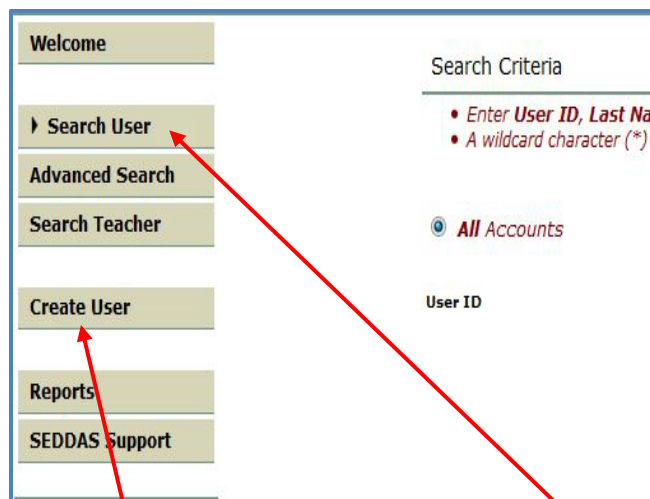 Welcome
Search User
Advanced Search
Search Teacher
Create User
Reports
SEDDAS Support
Search Criteria
• Enter User ID, Last Na
• A wildcard character (*)
All Accounts
User ID